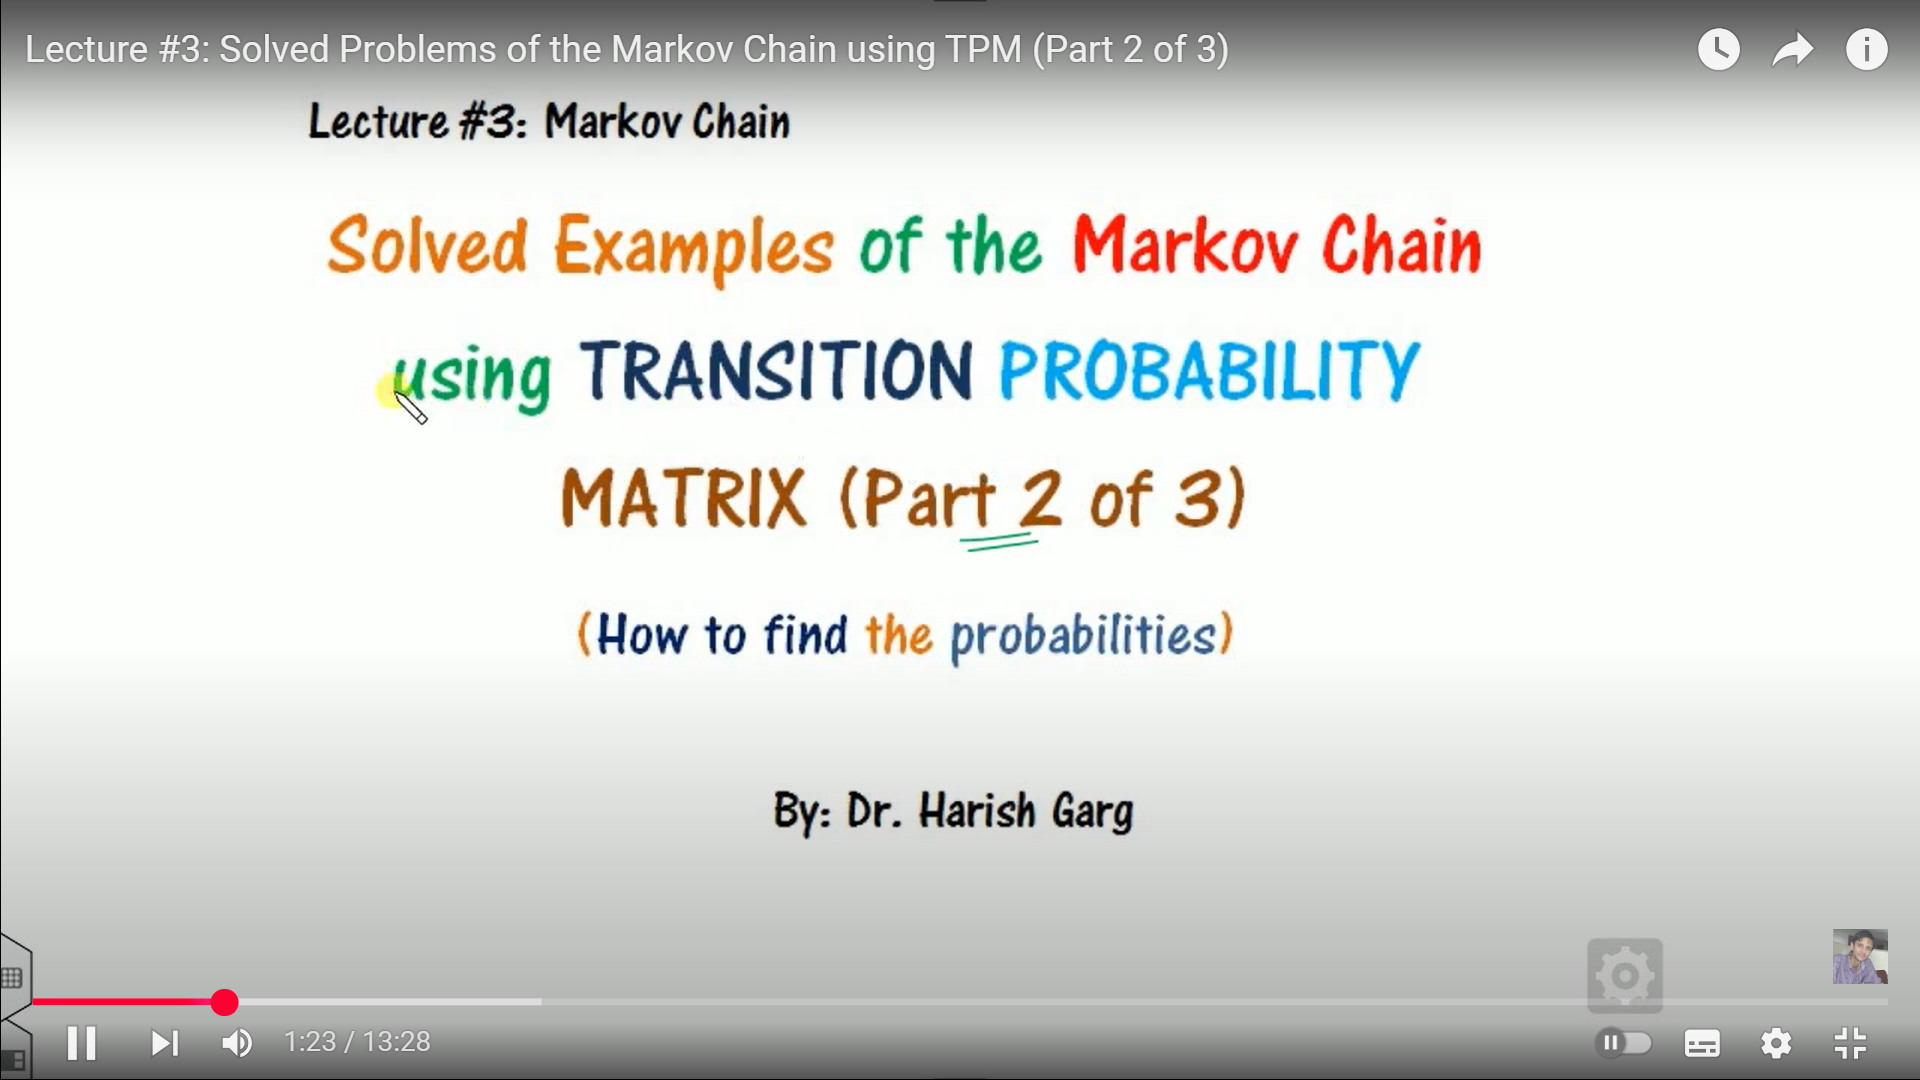 Lecture #3: Solved Problems of the Markov Chain using TPM (Part 2 of 3)
Lecture #3: Markov Chain
Solved Examples of the Markov Chain
using TRANSITION PROBABILITY
MATRIX (Part 2 of 3)
(How to find the probabilities)
By: Dr. Harish Garg
1:23 / 13:28